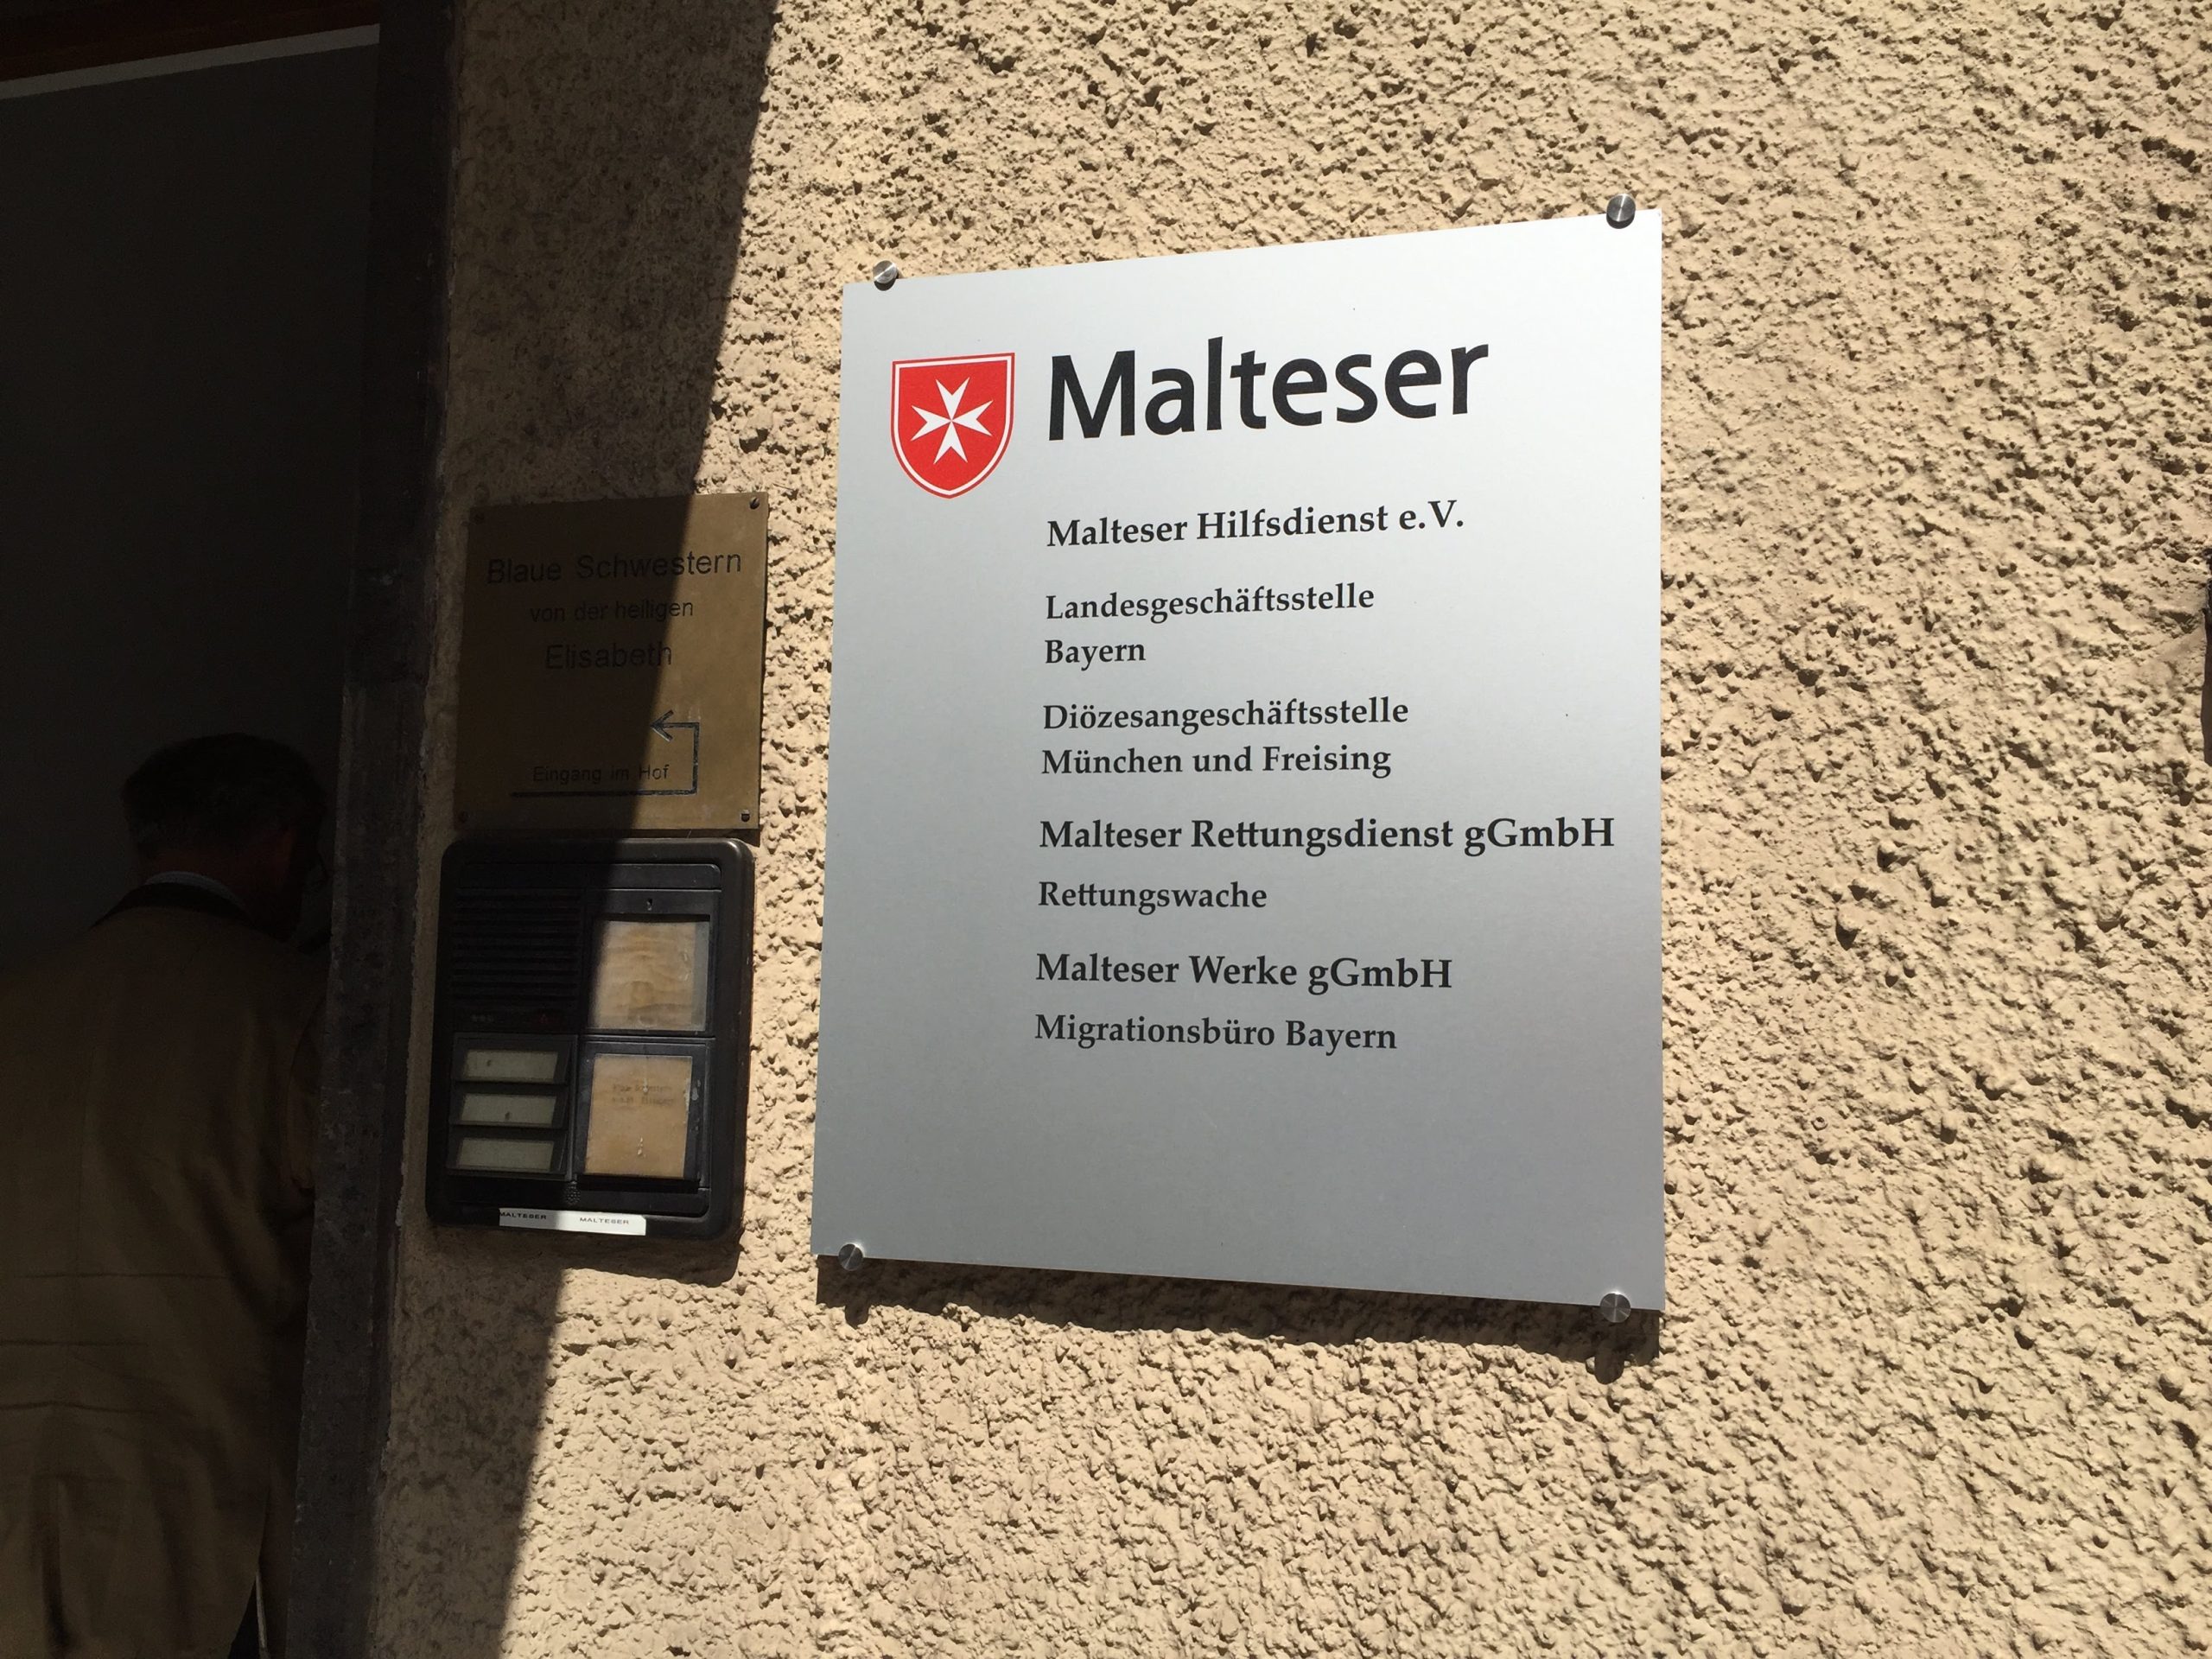 Malteser
Malteser Hilfsdienst e.V.
Landesgeschäftsstelle
Bayern
Diözesangeschäftsstelle
München und Freising
Malteser Rettungsdienst gGmbH
Rettungswache
Malteser Werke gGmbH
Migrationsbüro Bayern
Blaue Schwestern
von der heiligen
Elisabeth
Eingang im Hof
MALTESER MALTESER